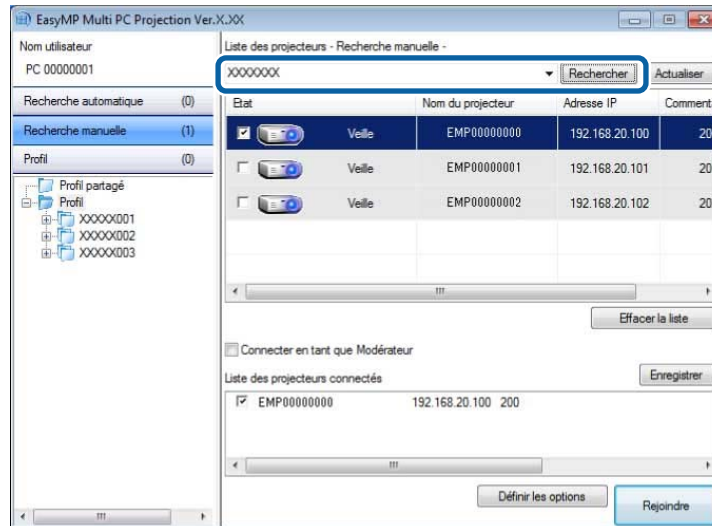 EasyMP Multi PC Projection Ver.X.XX
Nom utilisateur
PC 00000001
Recherche automatique (0)
Recherche manuelle (1)
Profil (0)
Profil partagé
Profil
XXXXX001
XXXXX002
XXXXX003
Liste des projecteurs - Recherche manuelle -
XXXXXXX Rechercher Actualiser
Etat Nom du projecteur Adresse IP Comment
Veille EMP00000000 192.168.20.100 20
Veille EMP00000001 192.168.20.101 20
Veille EMP00000002 192.168.20.102 20
Effacer la liste
Connecter en tant que Modérateur
Liste des projecteurs connectés Enregistrer
EMP00000000 192.168.20.100 200
Définir les options Rejoindre